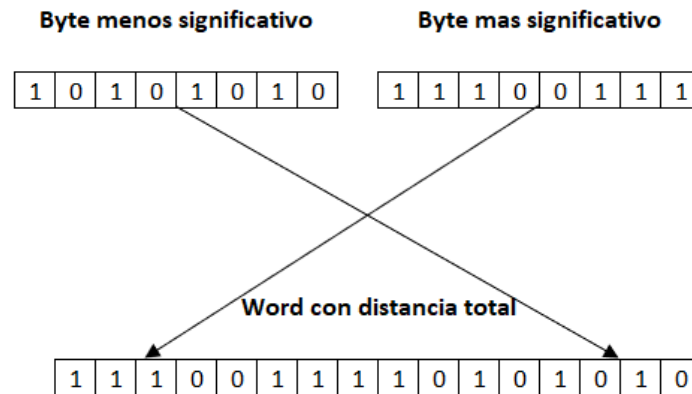 Byte menos significativo Byte mas significativo
1 0 1 0 1 0 1 0 1 1 1 0 0 1 1 1
Word con distancia total
1 1 1 0 0 1 1 1 1 0 1 0 1 0 1 0